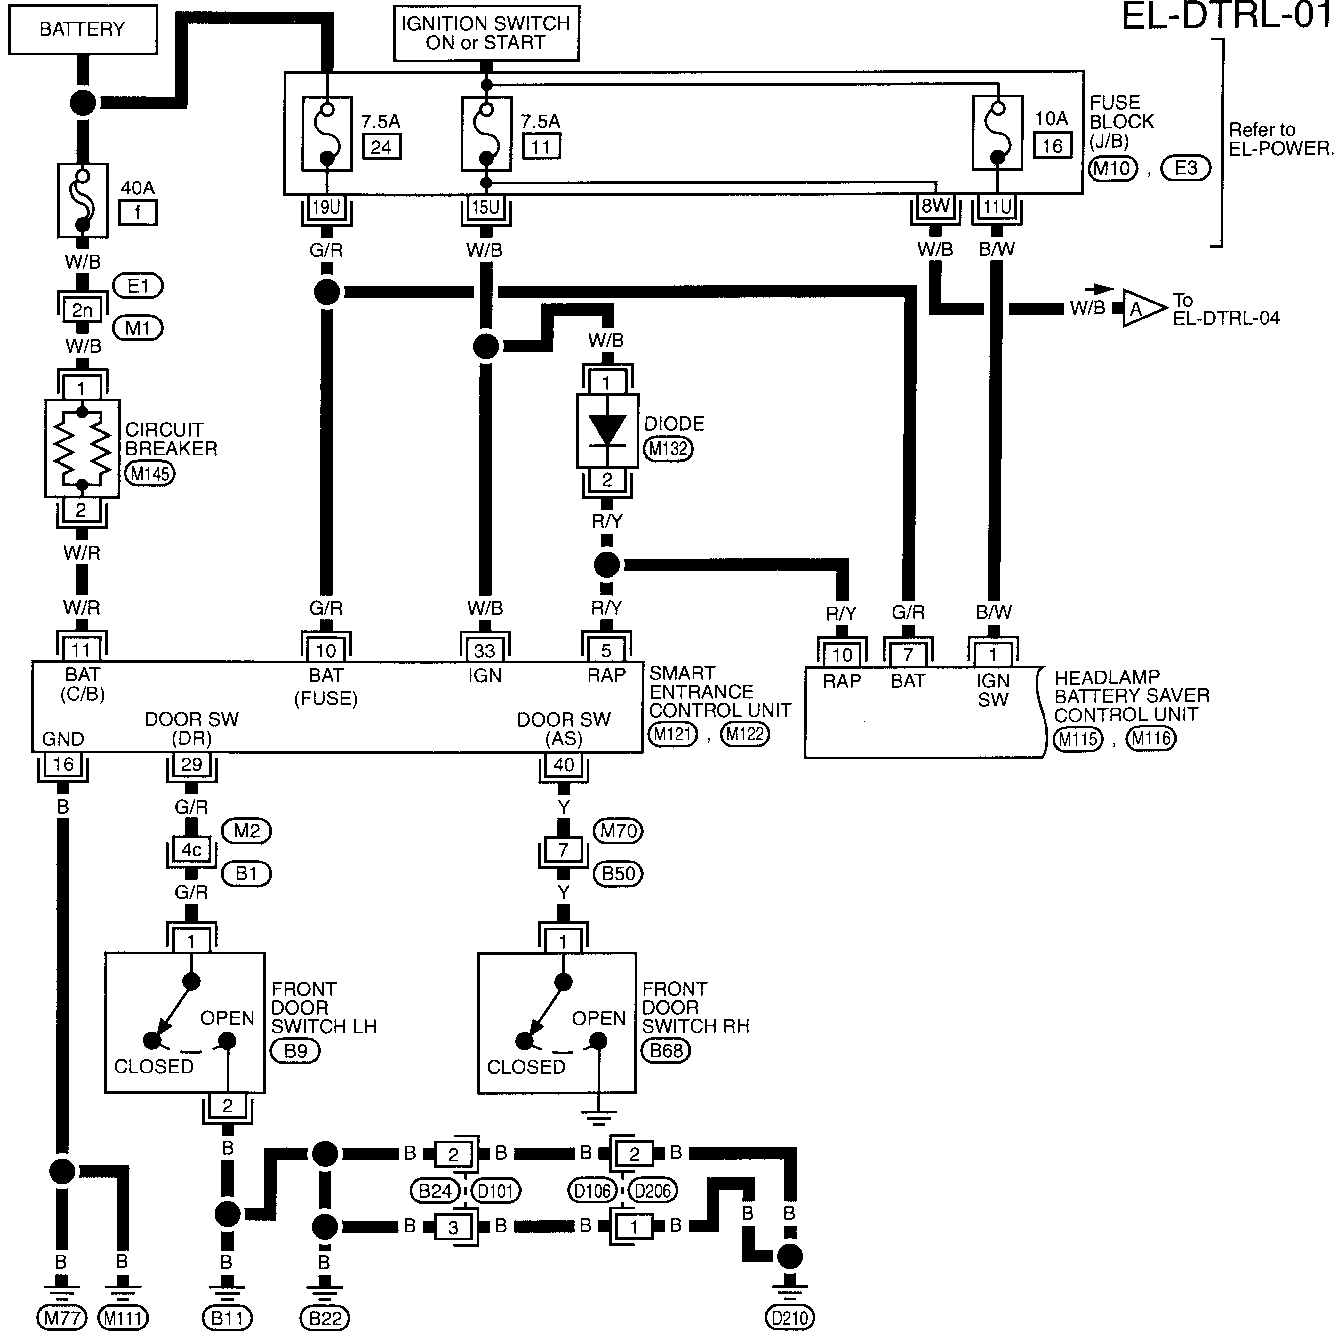 EL-DTRL-01
BATTERY
IGNITION SWITCH
ON or START
7.5A
24
7.5A
11
10A
16
FUSE
BLOCK
(J/B)
M10 , E3
Refer to
EL-POWER.
40A
f
19U
15U
8W
11U
G/R
W/B
W/B
B/W
W/B
E1
2n
M1
W/B
W/B
A
To
EL-DTRL-04
W/B
1
1
CIRCUIT
BREAKER
M145
2
DIODE
M132
2
W/R
R/Y
W/R
G/R
W/B
R/Y
R/Y
G/R
B/W
11
10
33
5
10
7
1
BAT
(C/B)
BAT
(FUSE)
IGN
RAP
SMART
ENTRANCE
CONTROL UNIT
M121 , M122
RAP
BAT
IGN
SW
HEADLAMP
BATTERY SAVER
CONTROL UNIT
M115 , M116
GND
DOOR SW
(DR)
DOOR SW
(AS)
16
29
40
B
G/R
Y
M2
4c
B1
M70
7
B50
G/R
Y
1
1
OPEN
CLOSED
FRONT
DOOR
SWITCH LH
B9
OPEN
CLOSED
FRONT
DOOR
SWITCH RH
B68
2
B
B
2
B
B
2
B
B24
D101
D106
D206
B
3
B
B
1
B
B
B
B
B
B
B
M77
M111
B11
B22
D210